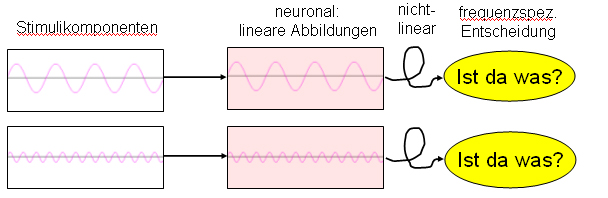 Stimulikomponenten
neuronal:
lineare Abbildungen
nicht-
linear
frequenzspez.
Entscheidung
Ist da was?
Ist da was?